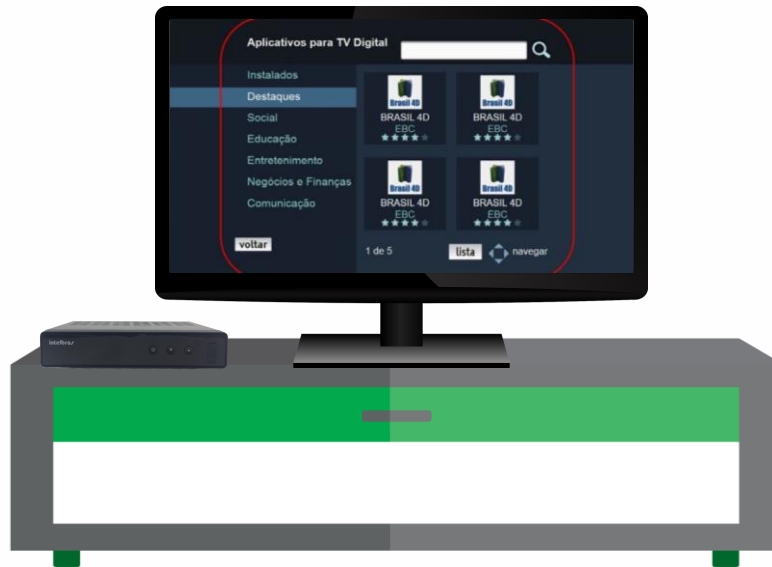 Aplicativos para TV Digital
Instalados
Destaques
Social
Educação
Entretenimento
Negócios e Finanças
Comunicação
voltar
Brasil 4D
BRASIL 4D
EBC
Brasil 4D
BRASIL 4D
EBC
Brasil 4D
BRASIL 4D
EBC
Brasil 4D
BRASIL 4D
EBC
1 de 5
lista
navegar
intelbras